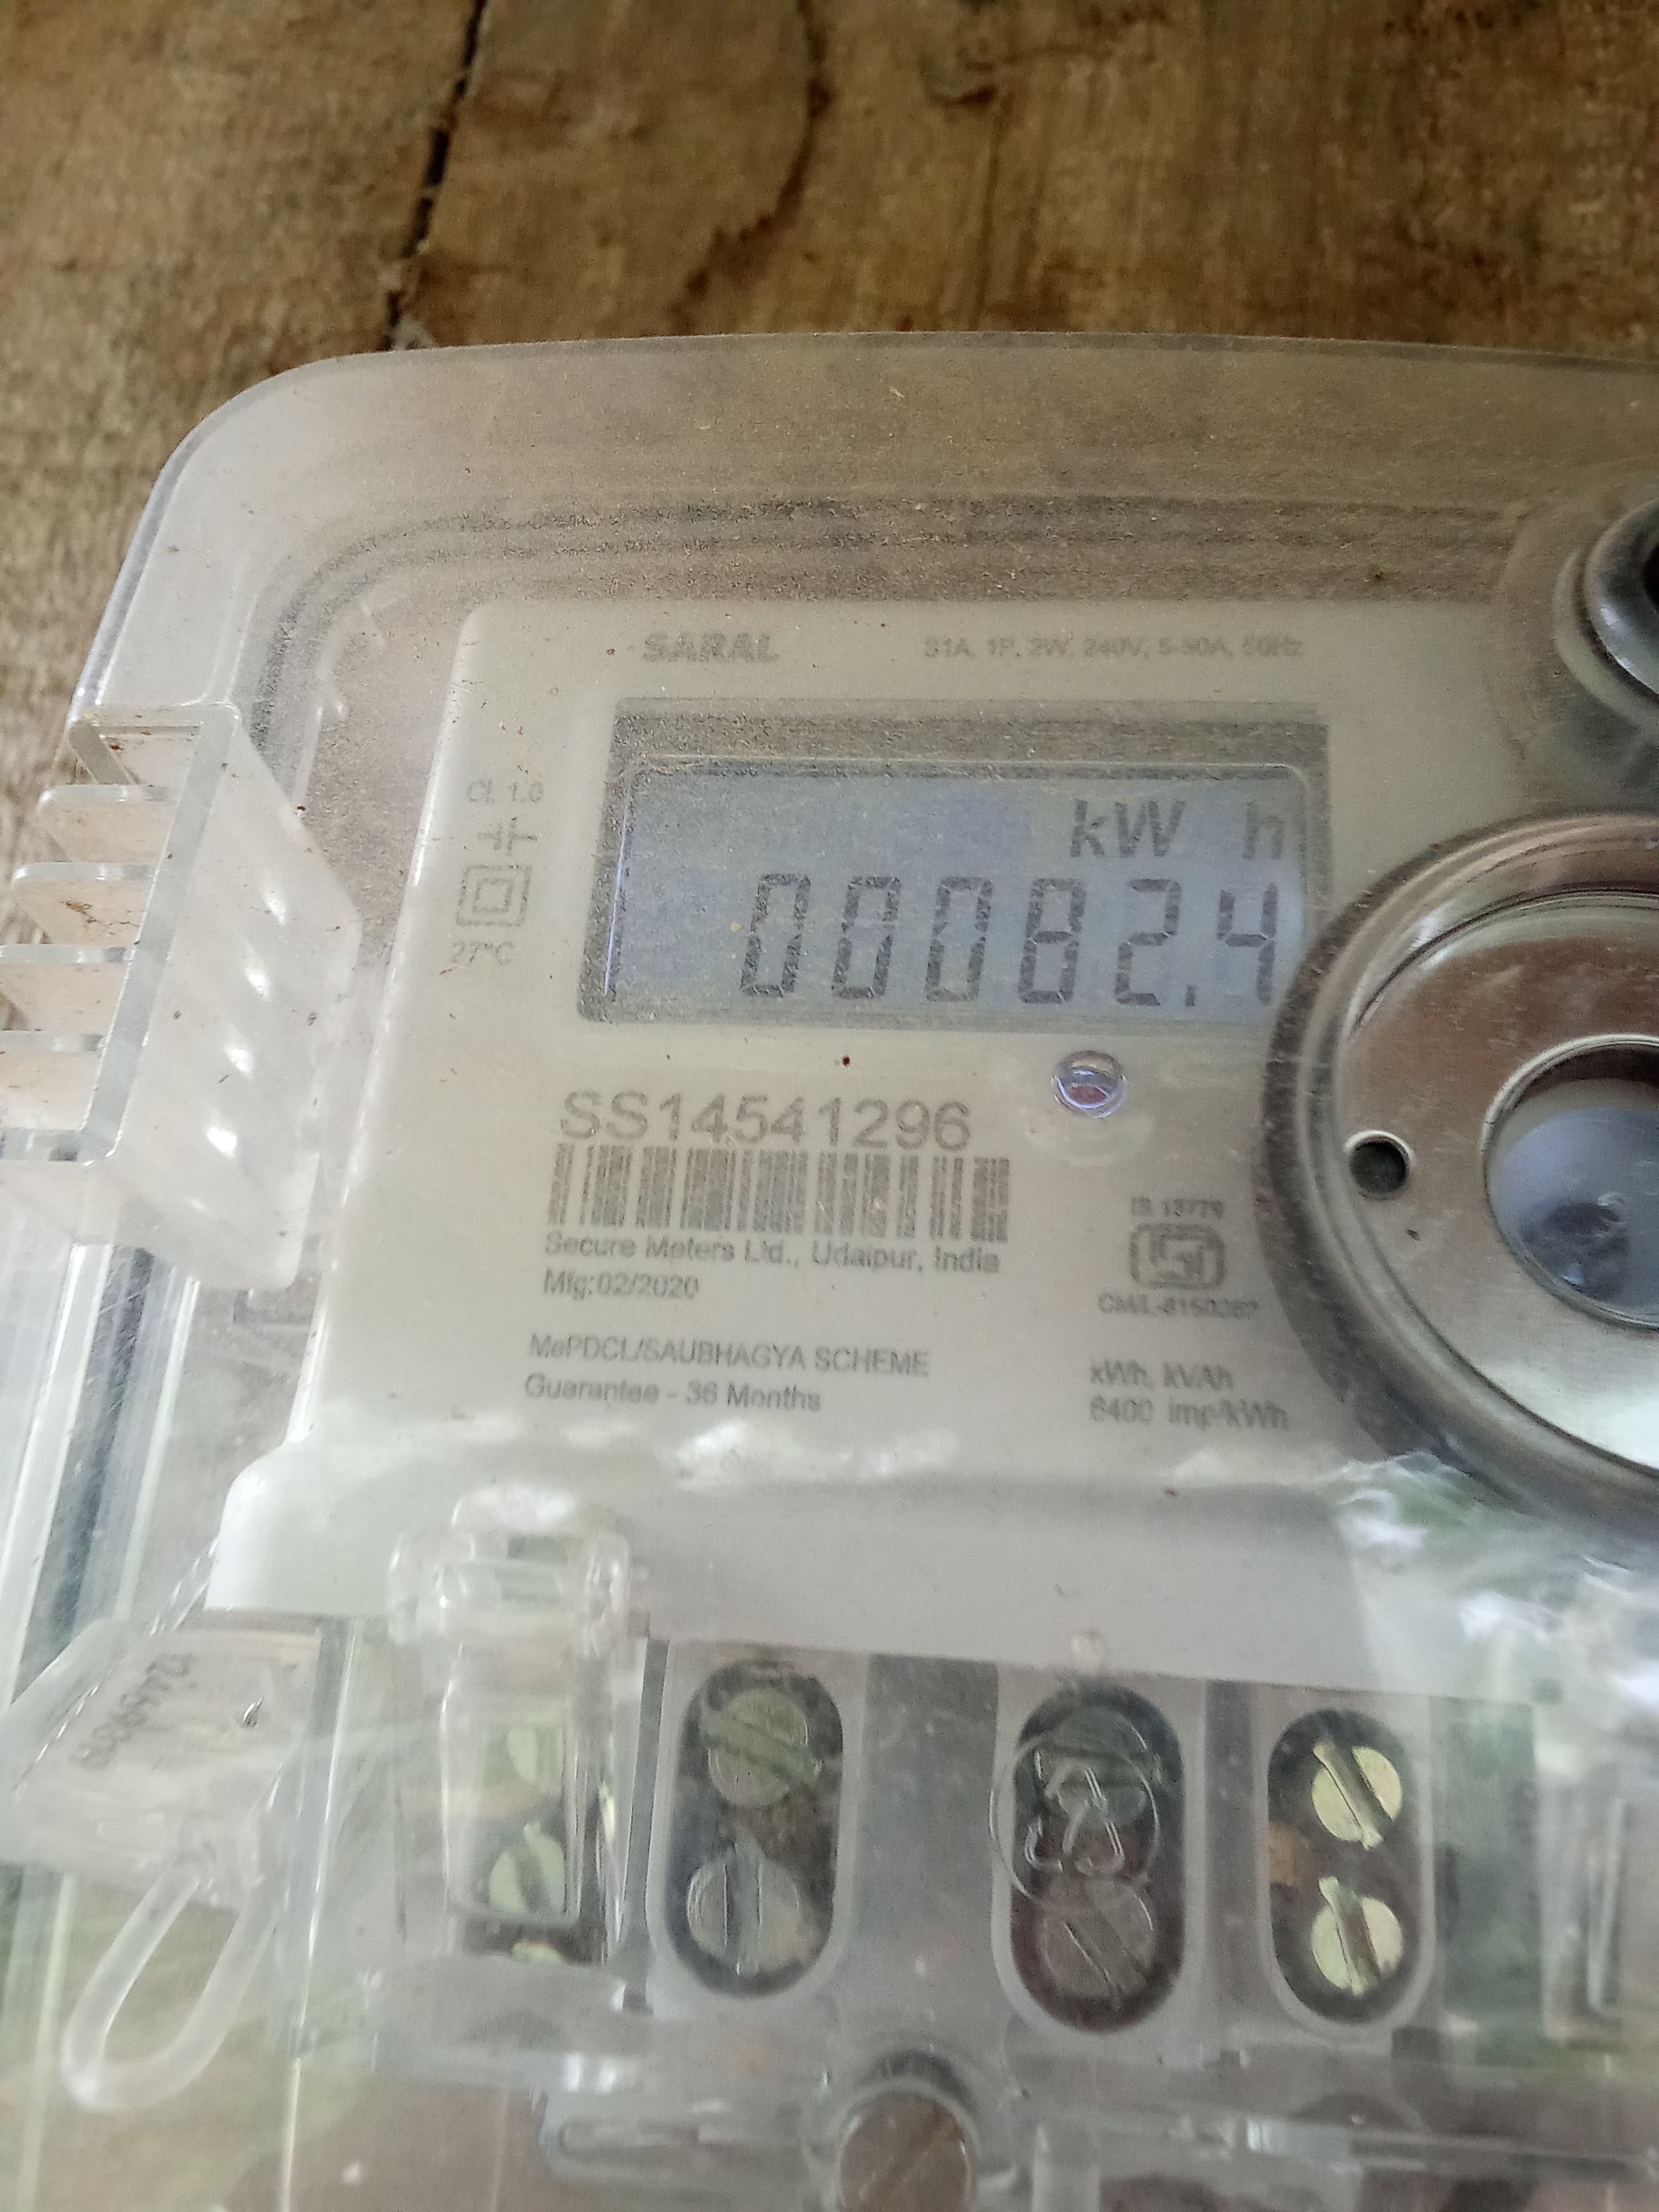 SARAL
S1A, 1P, 2W, 240V, 5-30A, 50Hz
Cl. 1.0
27°C
kW h
00082.4
SS14541296
Secure Meters Ltd., Udaipur, India
Mfg:02/2020
IS 13779
MePDCL/SAUBHAGYA SCHEME
Guarantee - 36 Months
kWh, kVAh
6400 imp/kWh